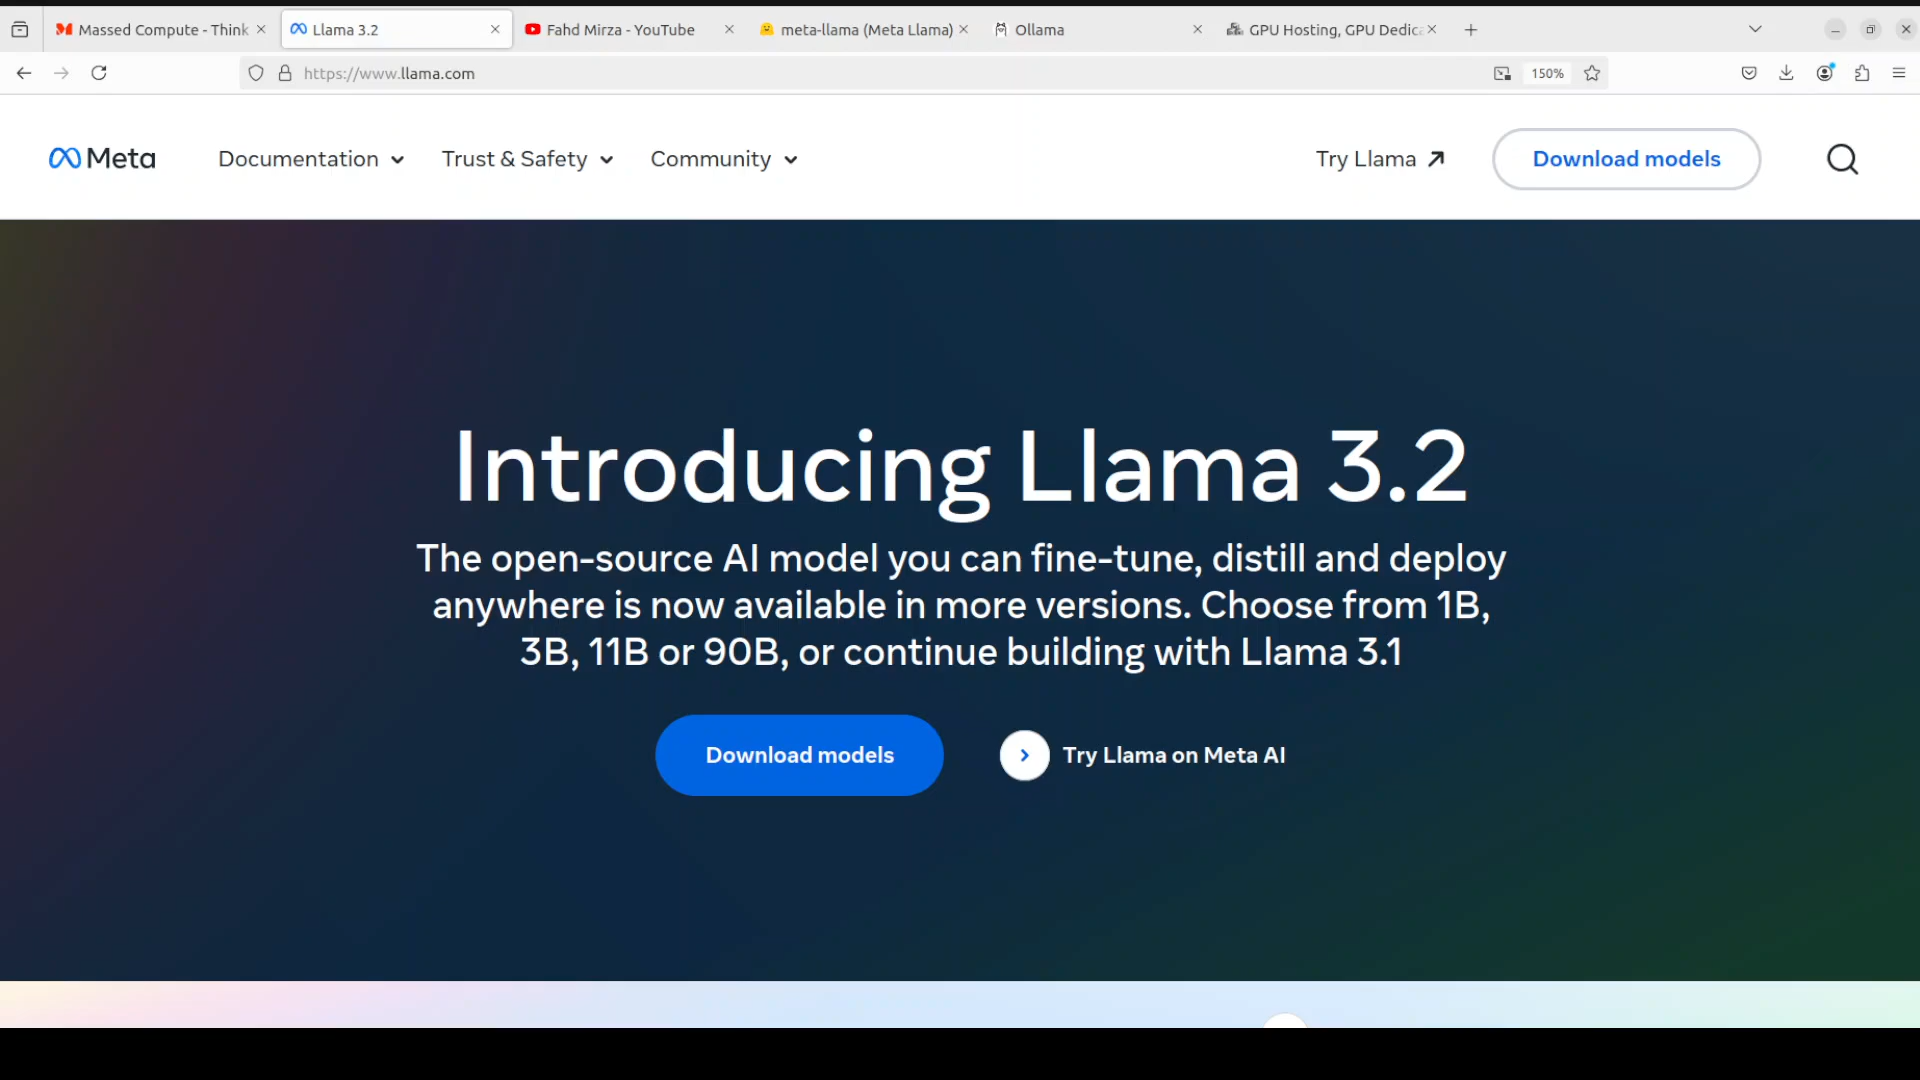 Massed Compute - Think
Llama 3.2
Fahd Mirza - YouTube
meta-llama (Meta Llama)
Ollama
GPU Hosting, GPU Dedic
https://www.llama.com
150%
Meta
Documentation
Trust & Safety
Community
Try Llama
Download models
Introducing Llama 3.2
The open-source AI model you can fine-tune, distill and deploy
anywhere is now available in more versions. Choose from 1B,
3B, 11B or 90B, or continue building with Llama 3.1
Download models
Try Llama on Meta AI